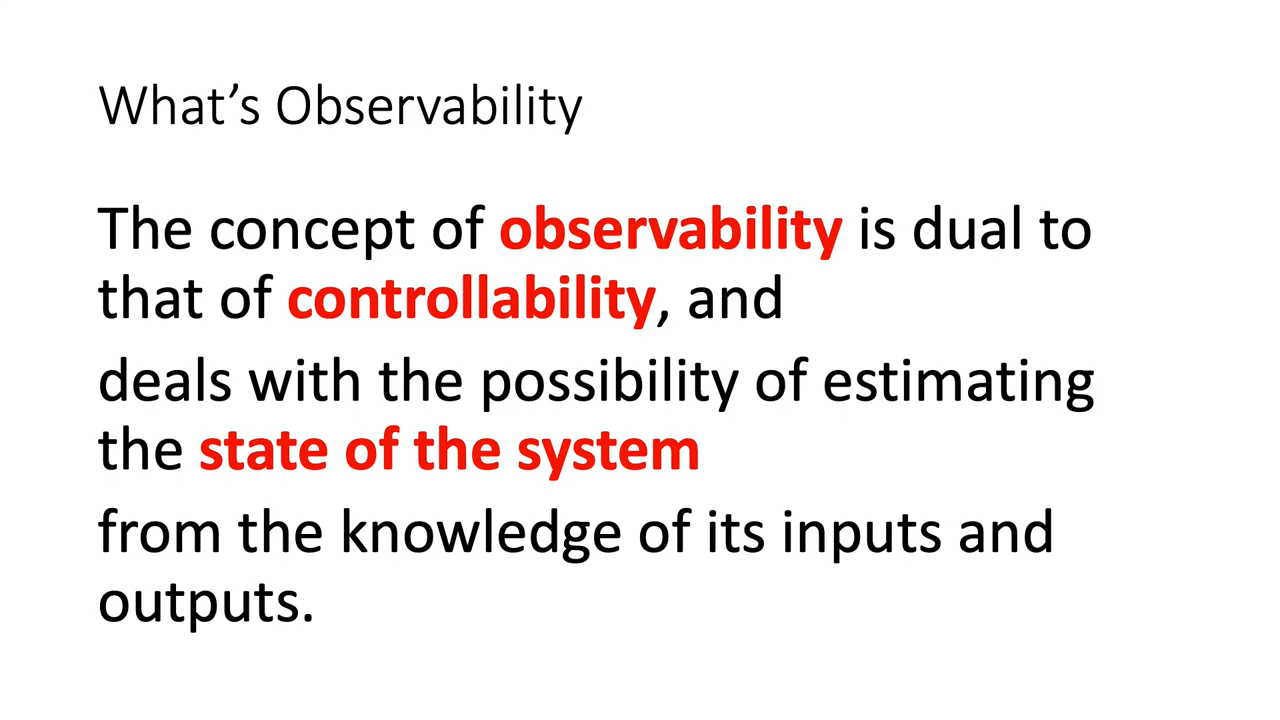 What’s Observability
The concept of observability is dual to
that of controllability, and
deals with the possibility of estimating
the state of the system
from the knowledge of its inputs and
outputs.